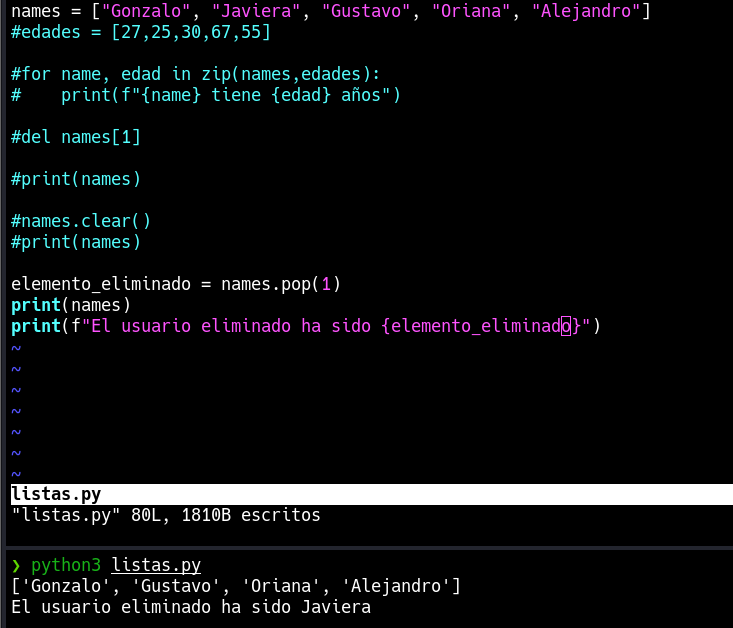 names = ["Gonzalo", "Javiera", "Gustavo", "Oriana", "Alejandro"]
#edades = [27,25,30,67,55]
#for name, edad in zip(names,edades):
#    print(f"{name} tiene {edad} años")
#del names[1]
#print(names)
#names.clear()
#print(names)
elemento_eliminado = names.pop(1)
print(names)
print(f"El usuario eliminado ha sido {elemento_eliminado}")
~
~
~
~
~
~
~
listas.py
"listas.py" 80L, 1810B escritos
❯ python3 listas.py
['Gonzalo', 'Gustavo', 'Oriana', 'Alejandro']
El usuario eliminado ha sido Javiera